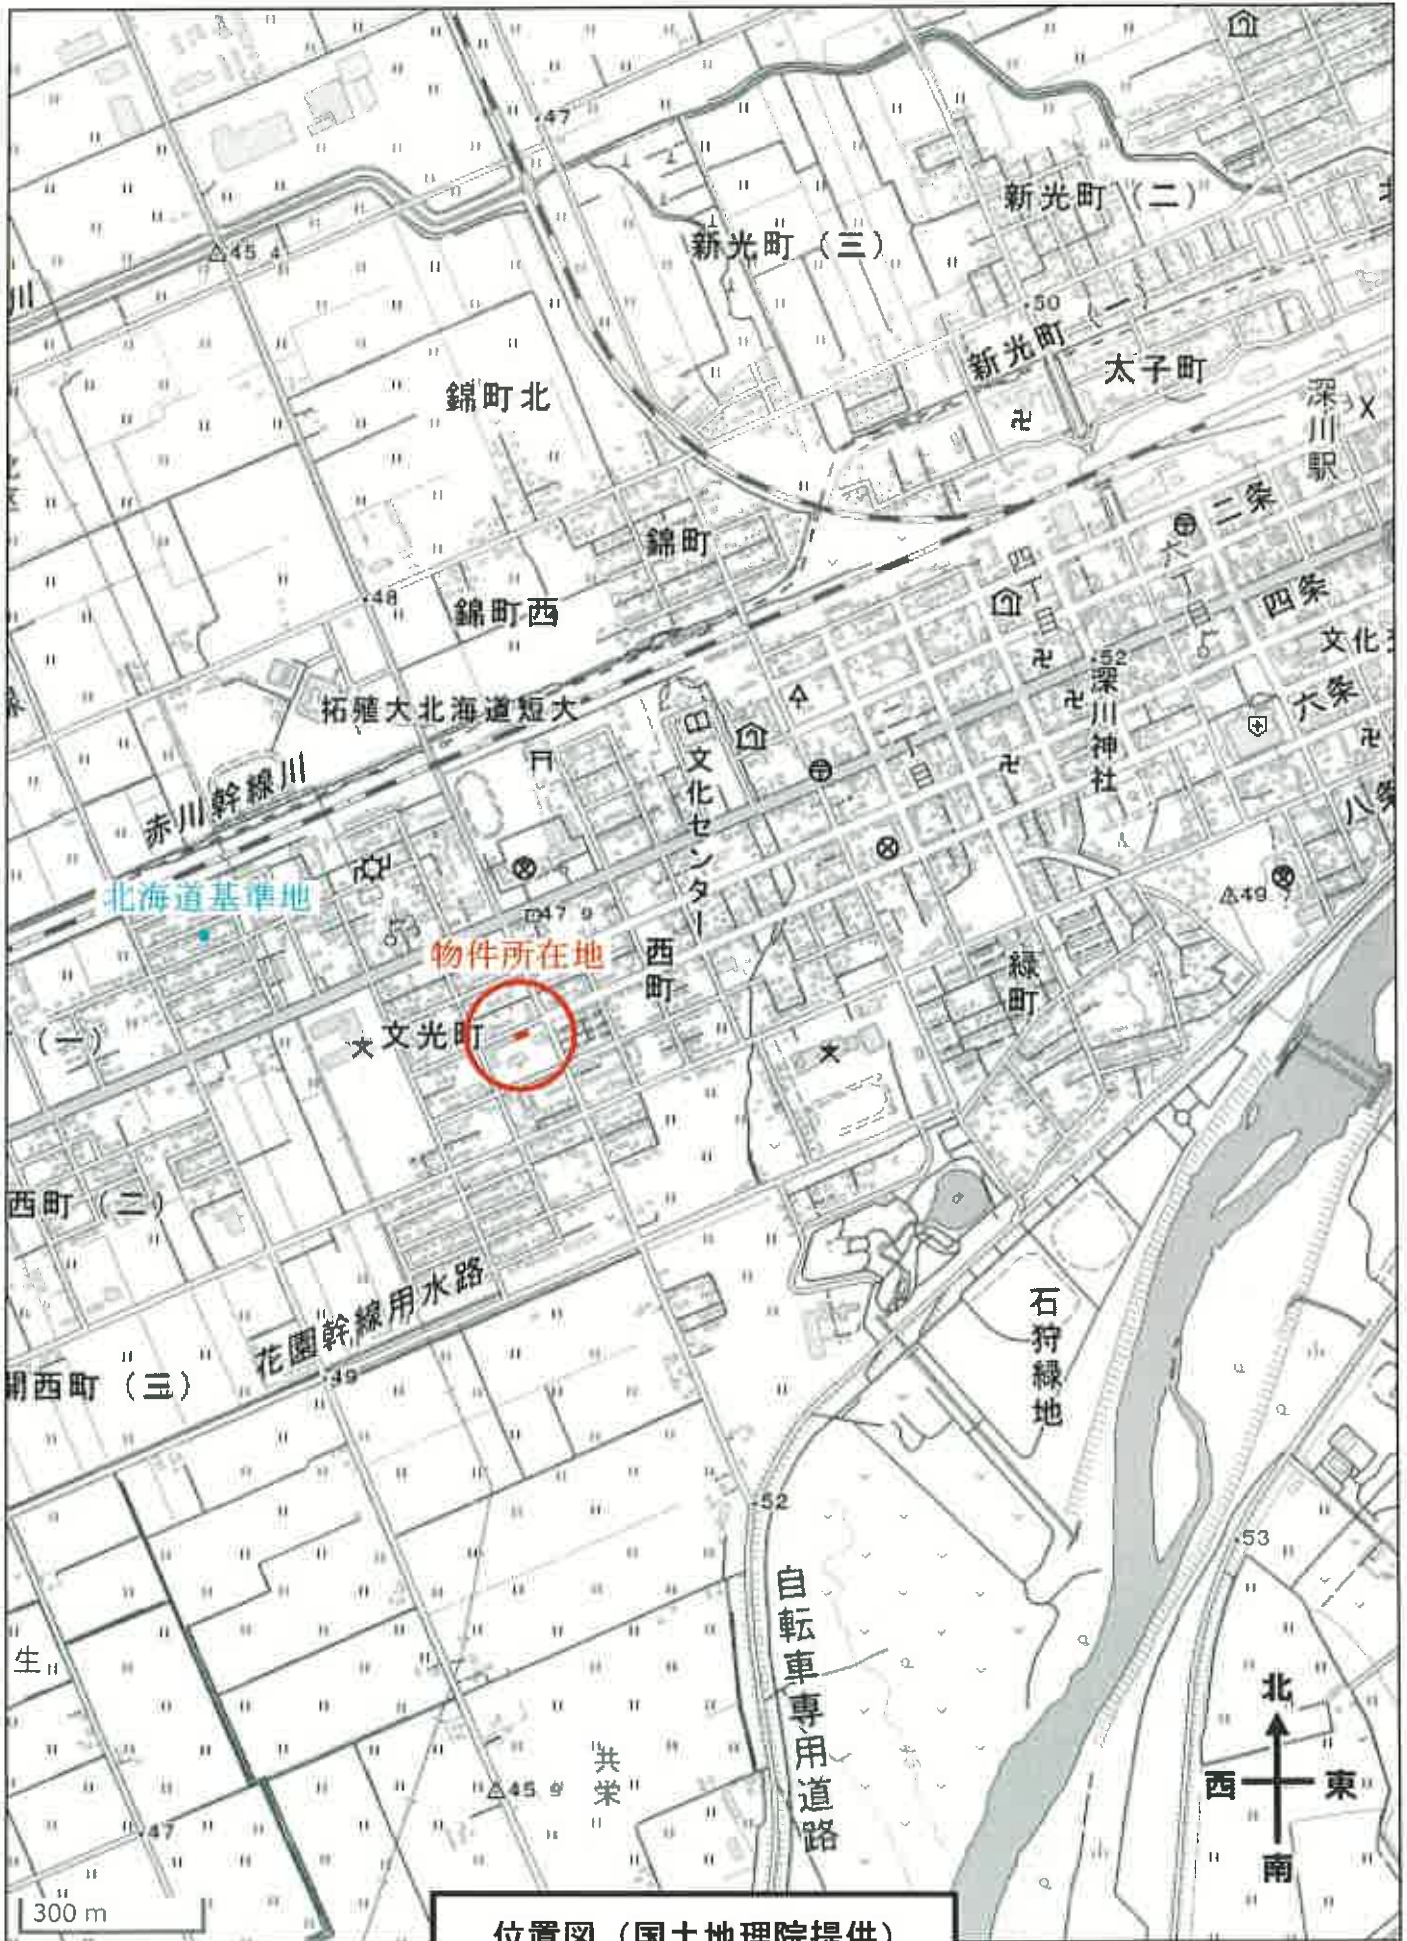 47
新光町（二）
新光町（三）
45.4
川
50
新光町（一）
太子町
深川駅
錦町北
二条
錦町
四丁目
六丁目
48
錦町西
四条
52
文化
拓殖大北海道短大
文化センター
深川神社
六条
赤川幹線川
八条
北海道基準地
49
47.9
物件所在地
西町
緑町
（一）
文光町
西町（二）
花園幹線用水路
石狩緑地
開西町（三）
49
52
53
自転車専用道路
生
共栄
45.9
47
北
西
東
南
300 m
位置図（国土地理院提供）